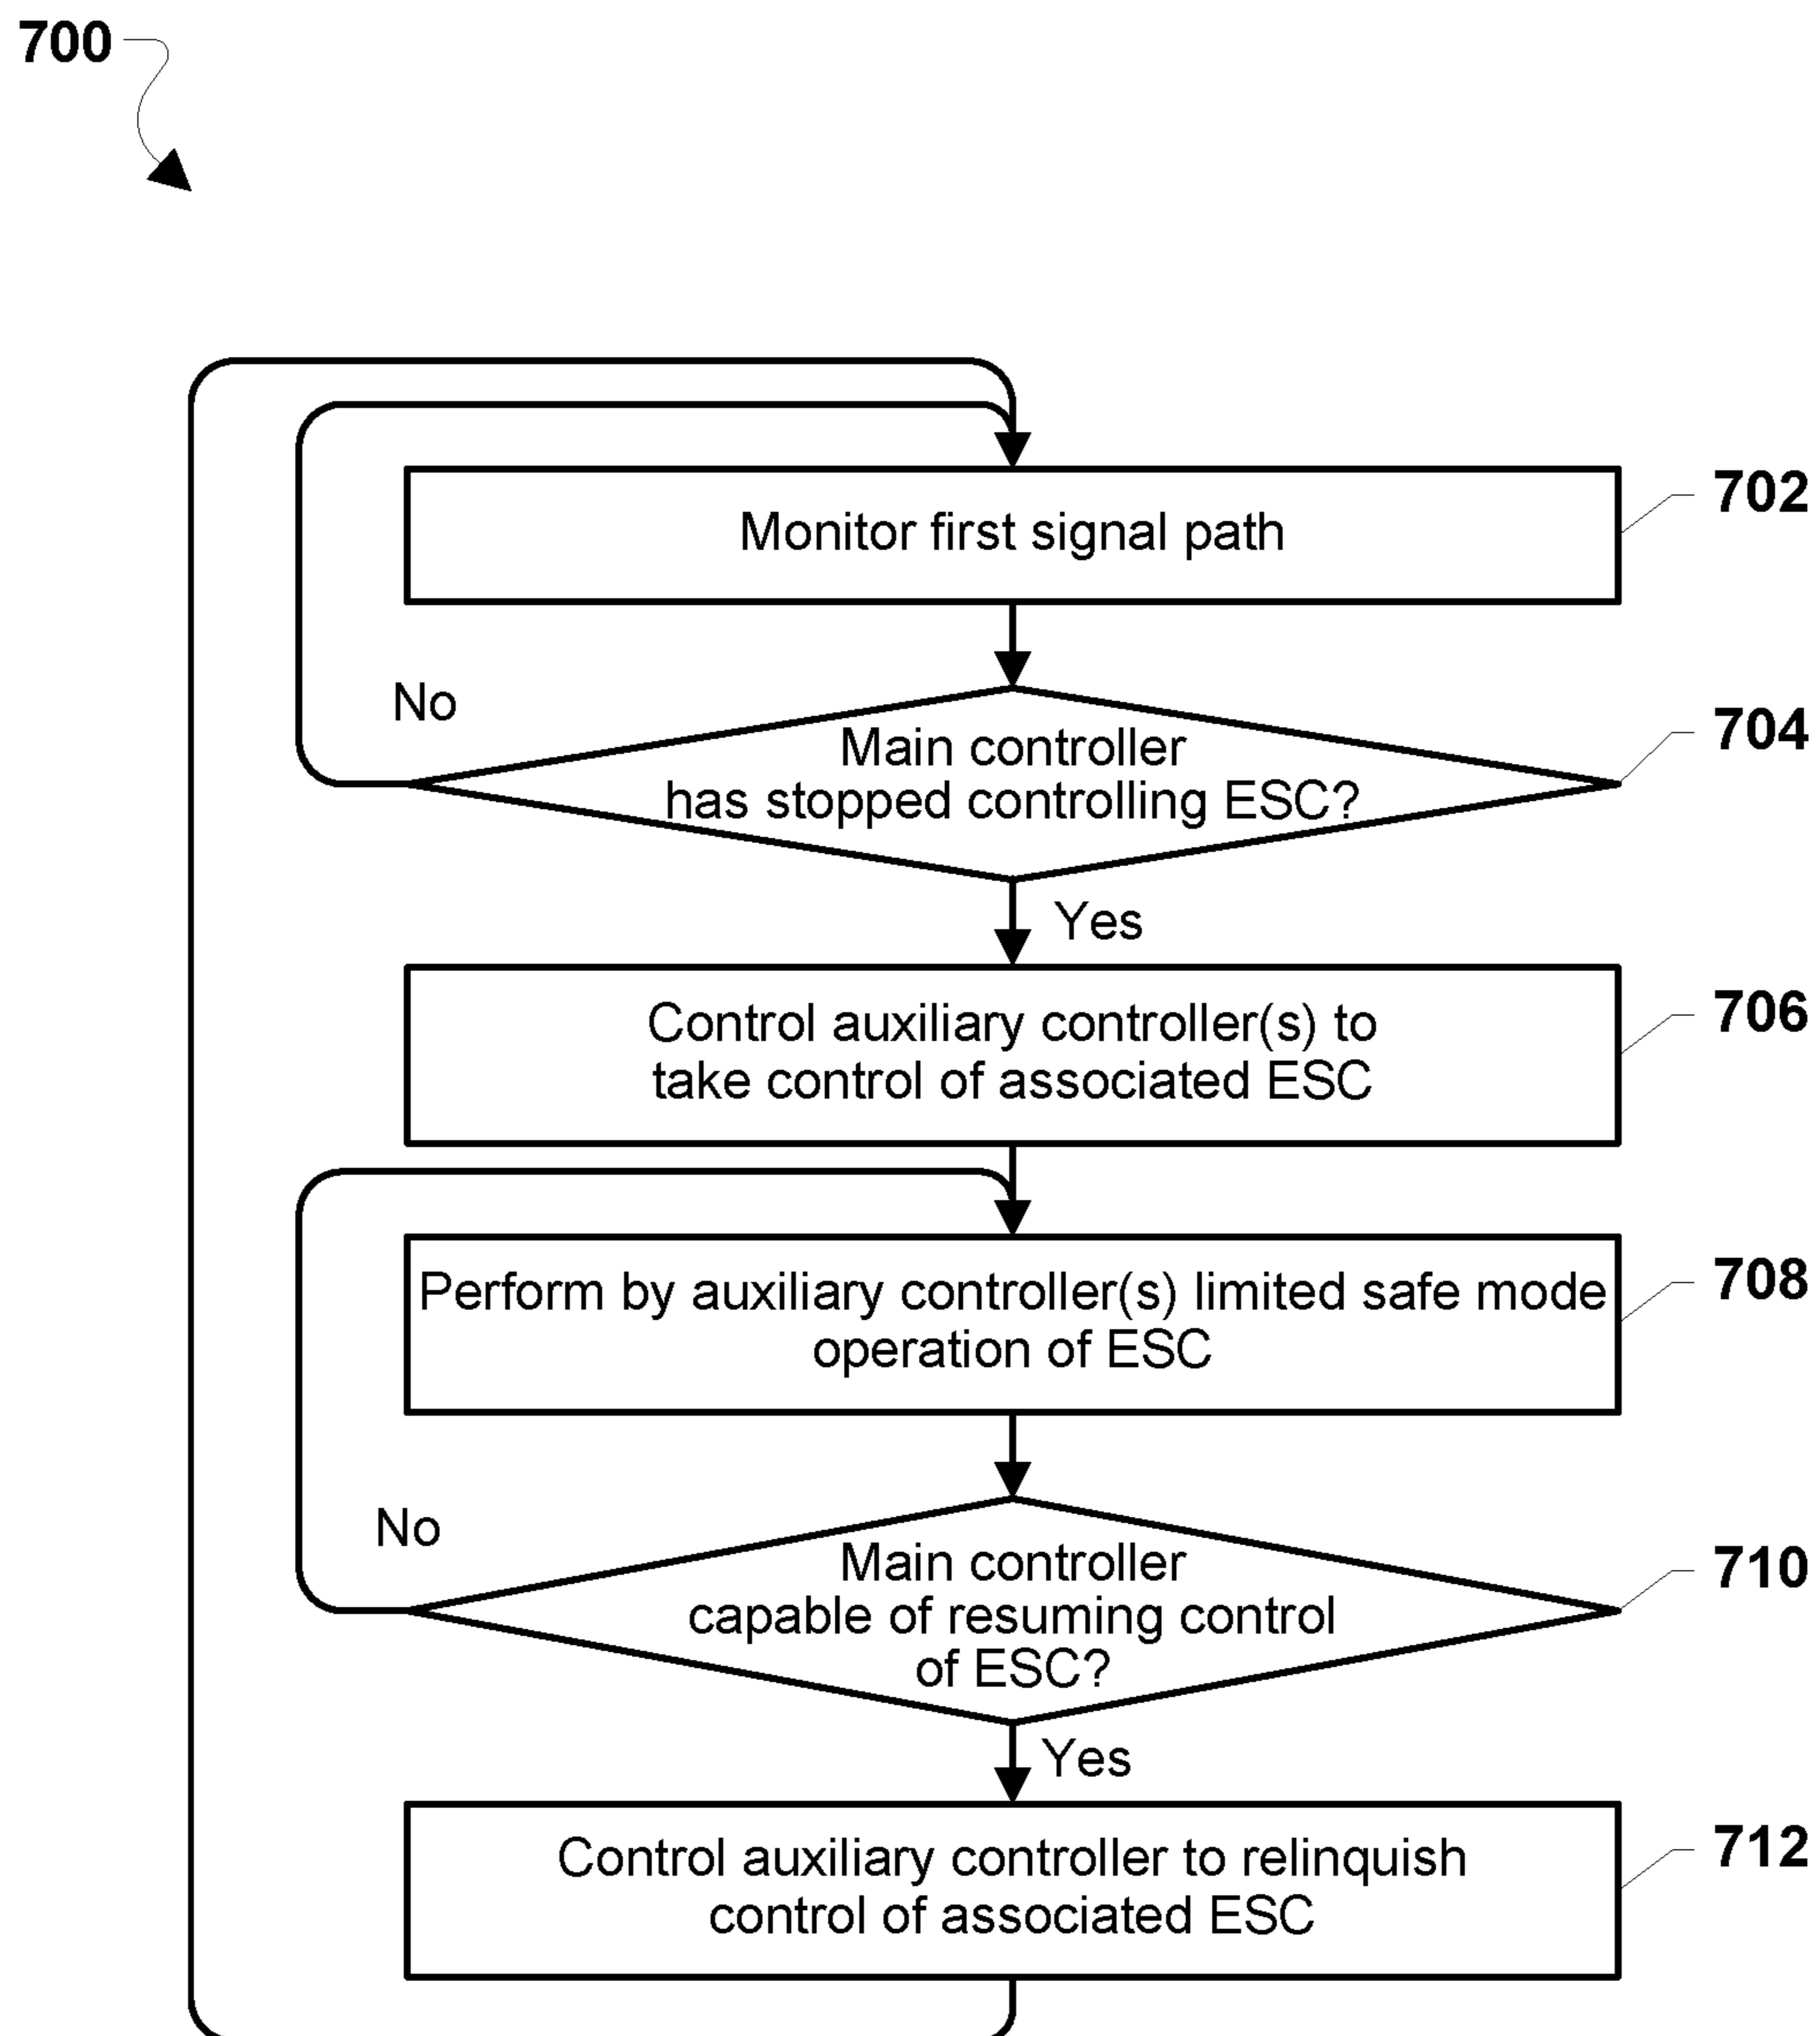 700
Monitor first signal path
702
No
Main controller
has stopped controlling ESC?
704
Yes
Control auxiliary controller(s) to
take control of associated ESC
706
Perform by auxiliary controller(s) limited safe mode
operation of ESC
708
No
Main controller
capable of resuming control
of ESC?
710
Yes
Control auxiliary controller to relinquish
control of associated ESC
712